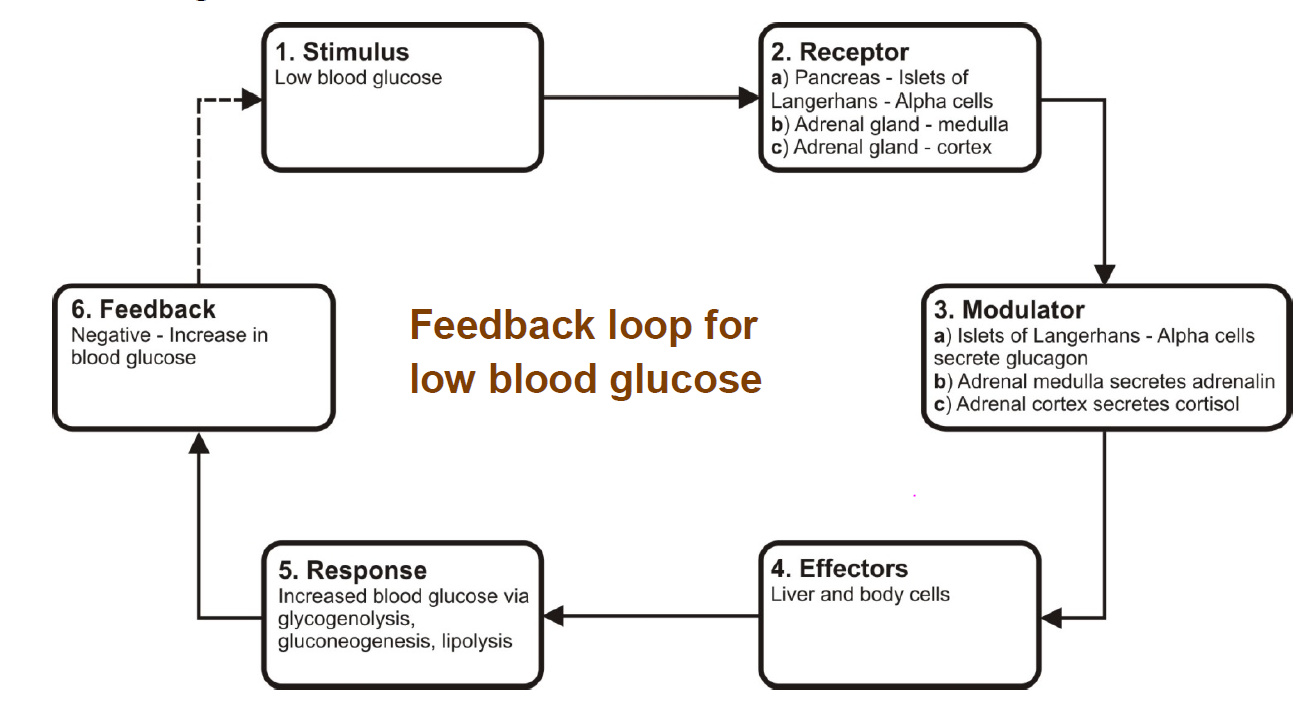 1. Stimulus
Low blood glucose
2. Receptor
a) Pancreas - Islets of
Langerhans - Alpha cells
b) Adrenal gland - medulla
c) Adrenal gland - cortex
6. Feedback
Negative - Increase in
blood glucose
Feedback loop for
low blood glucose
3. Modulator
a) Islets of Langerhans - Alpha cells
secrete glucagon
b) Adrenal medulla secretes adrenalin
c) Adrenal cortex secretes cortisol
5. Response
Increased blood glucose via
glycogenolysis,
gluconeogenesis, lipolysis
4. Effectors
Liver and body cells